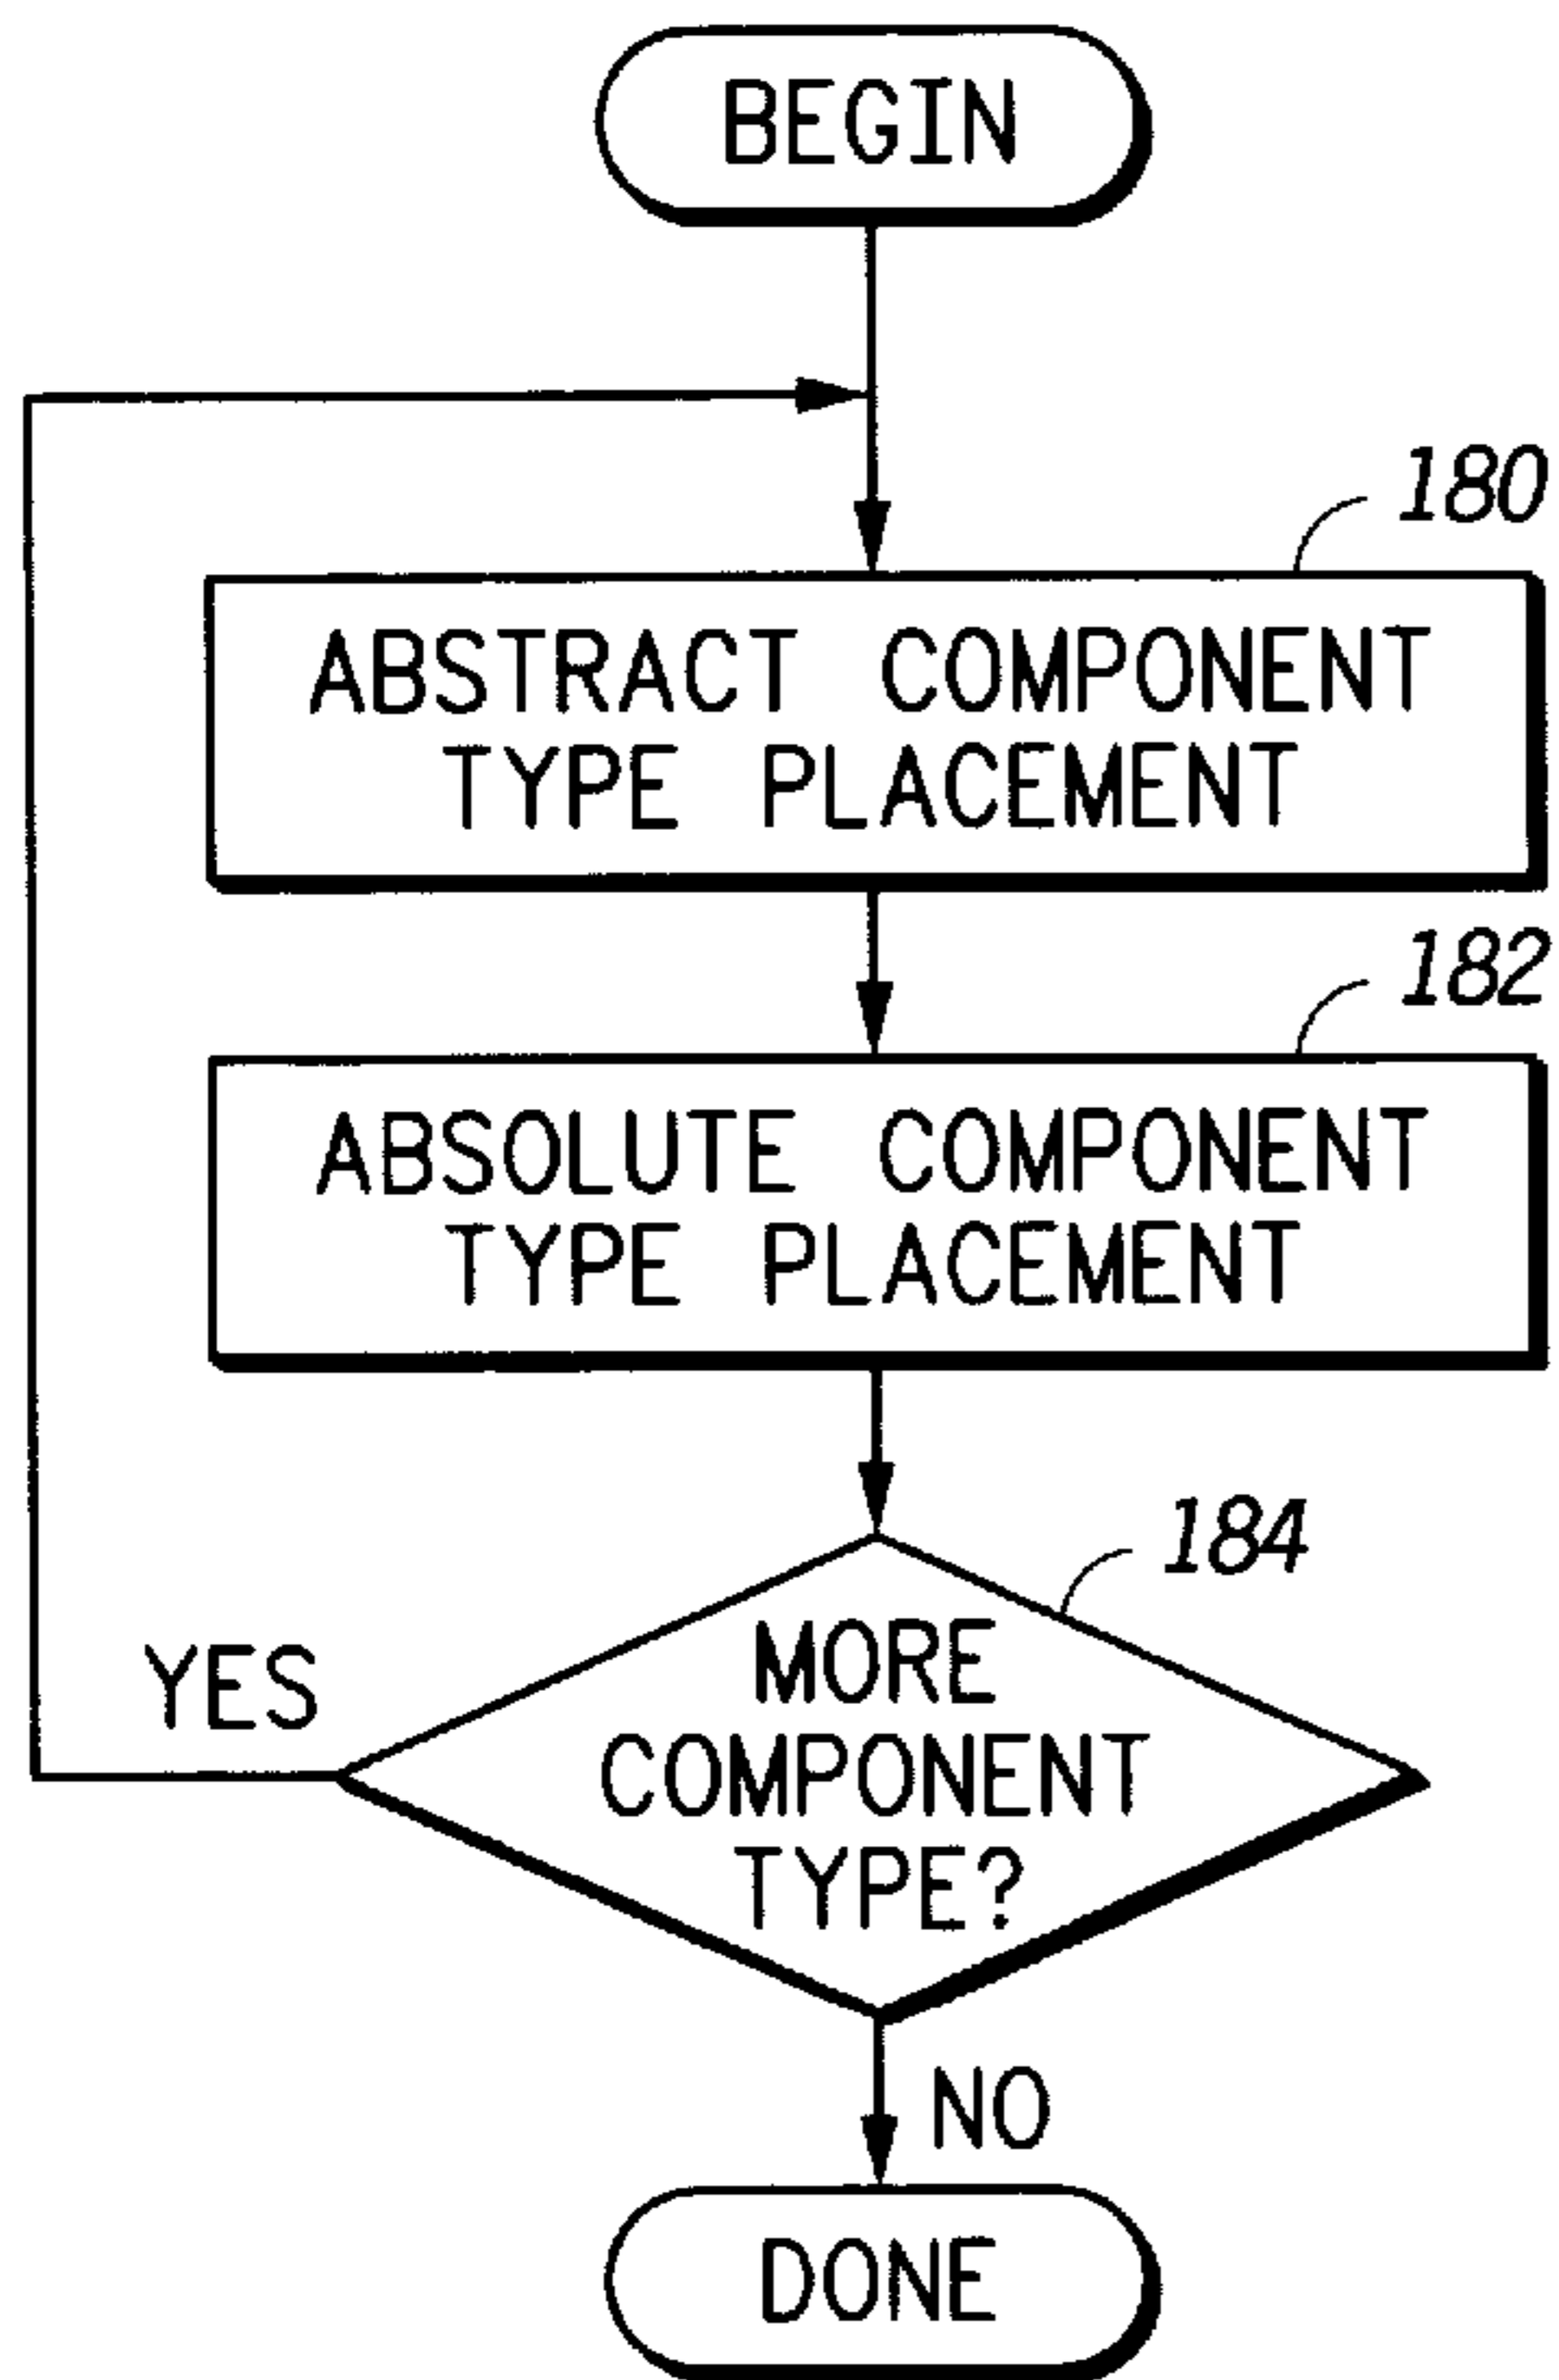 BEGIN
180
ABSTRACT COMPONENT
TYPE PLACEMENT
182
ABSOLUTE COMPONENT
TYPE PLACEMENT
184
YES
MORE
COMPONENT
TYPE?
NO
DONE